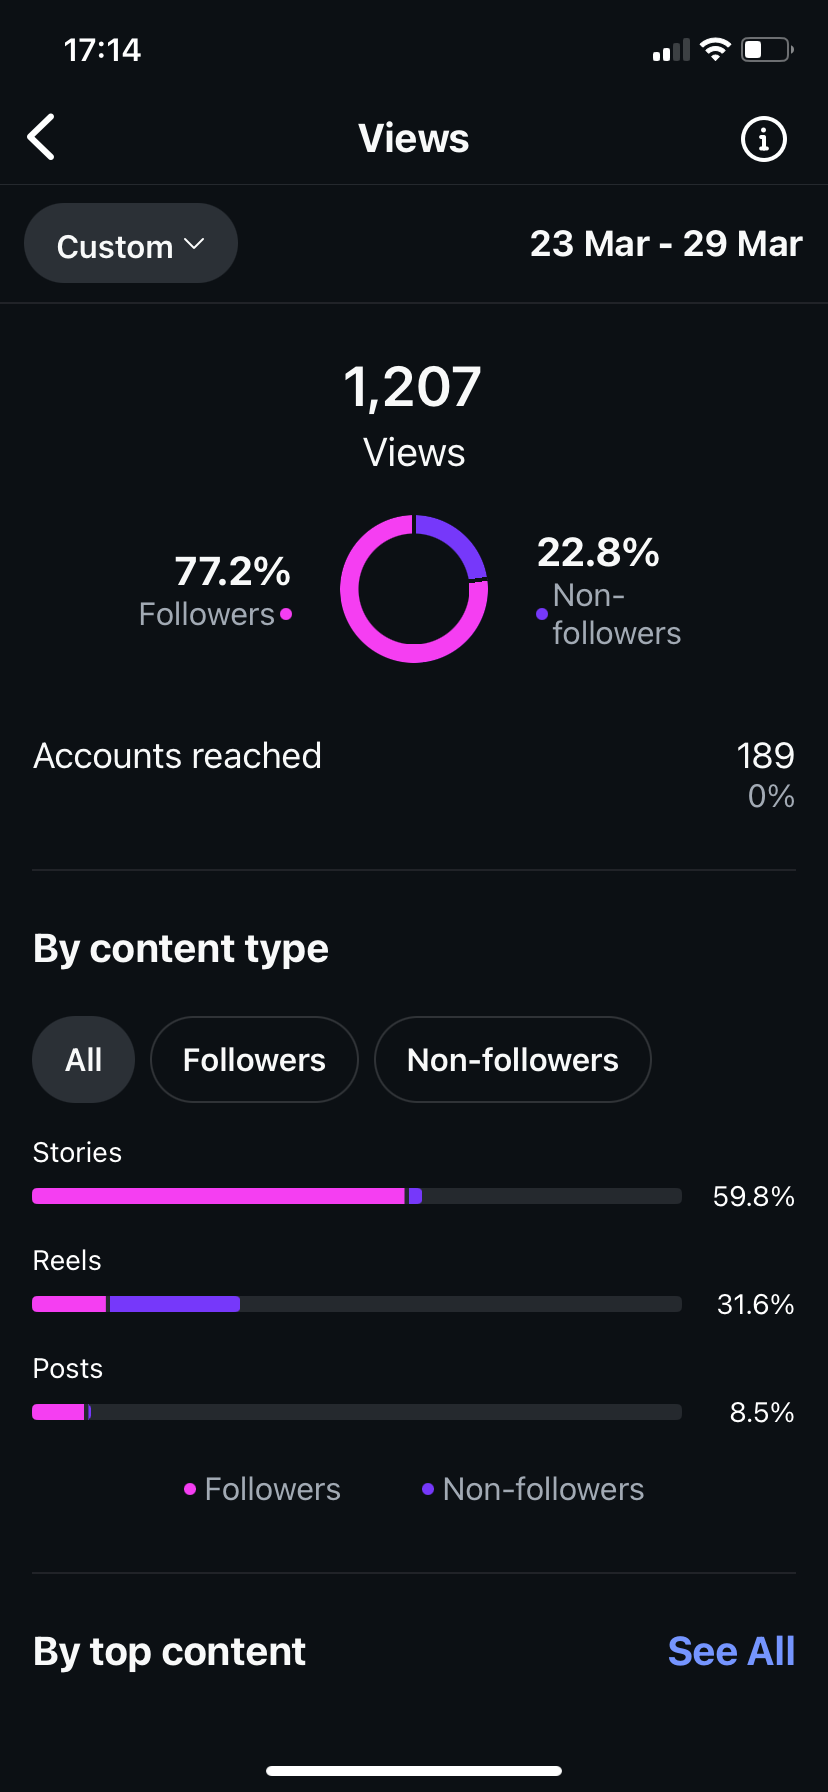 17:14
Views
Custom
23 Mar - 29 Mar
1,207
Views
77.2%
Followers
22.8%
Non-
followers
Accounts reached
189
0%
By content type
All
Followers
Non-followers
Stories
59.8%
Reels
31.6%
Posts
8.5%
Followers
Non-followers
By top content
See All